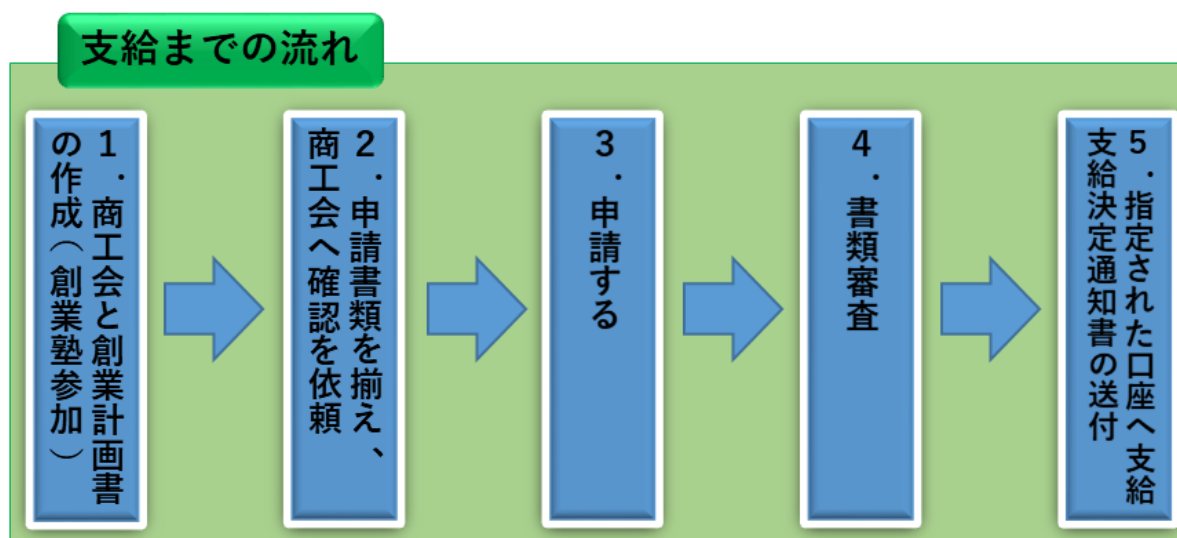 支給までの流れ
1．商工会と創業計画書
の作成（創業塾参加）
2．申請書類を揃え、
商工会へ確認を依頼
3．申請する
4．書類審査
5．指定された口座へ支給
支給決定通知書の送付